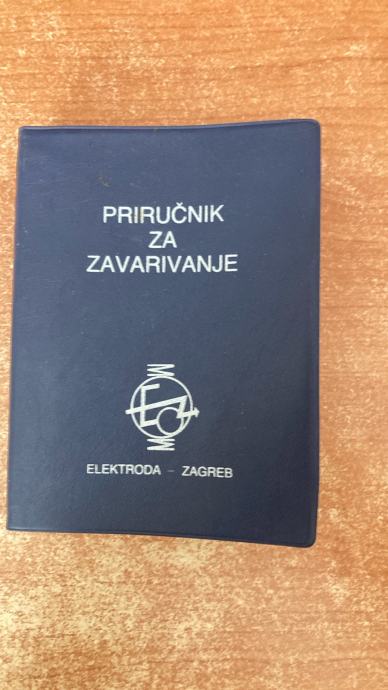 PRIRUČNIK
ZA
ZAVARIVANJE
ELEKTRODA - ZAGREB